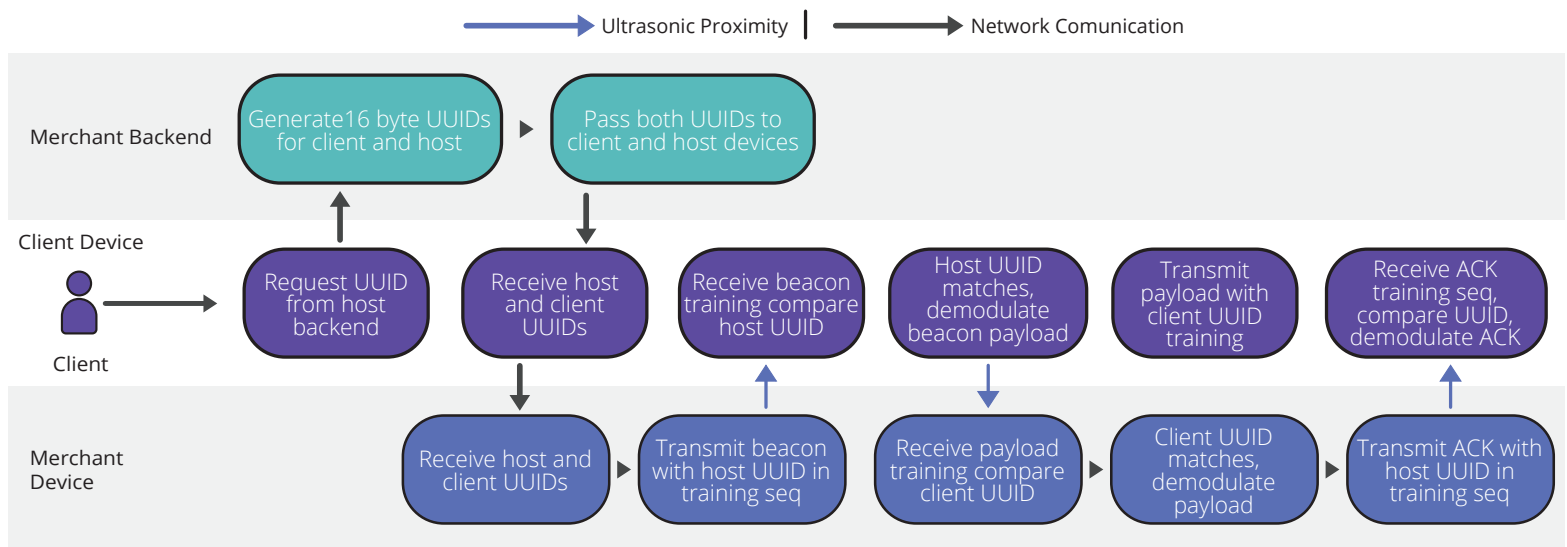 Ultrasonic Proximity
Network Comunication
Merchant Backend
Generate16 byte UUIDs
for client and host
Pass both UUIDs to
client and host devices
Client Device
Client
Request UUID
from host
backend
Receive host
and client
UUIDs
Receive beacon
training compare
host UUID
Host UUID
matches,
demodulate
beacon payload
Transmit
payload with
client UUID
training
Receive ACK
training seq,
compare UUID,
demodulate ACK
Merchant
Device
Receive host and
client UUIDs
Transmit beacon
with host UUID in
training seq
Receive payload
training compare
client UUID
Client UUID
matches,
demodulate
payload
Transmit ACK with
host UUID in
training seq